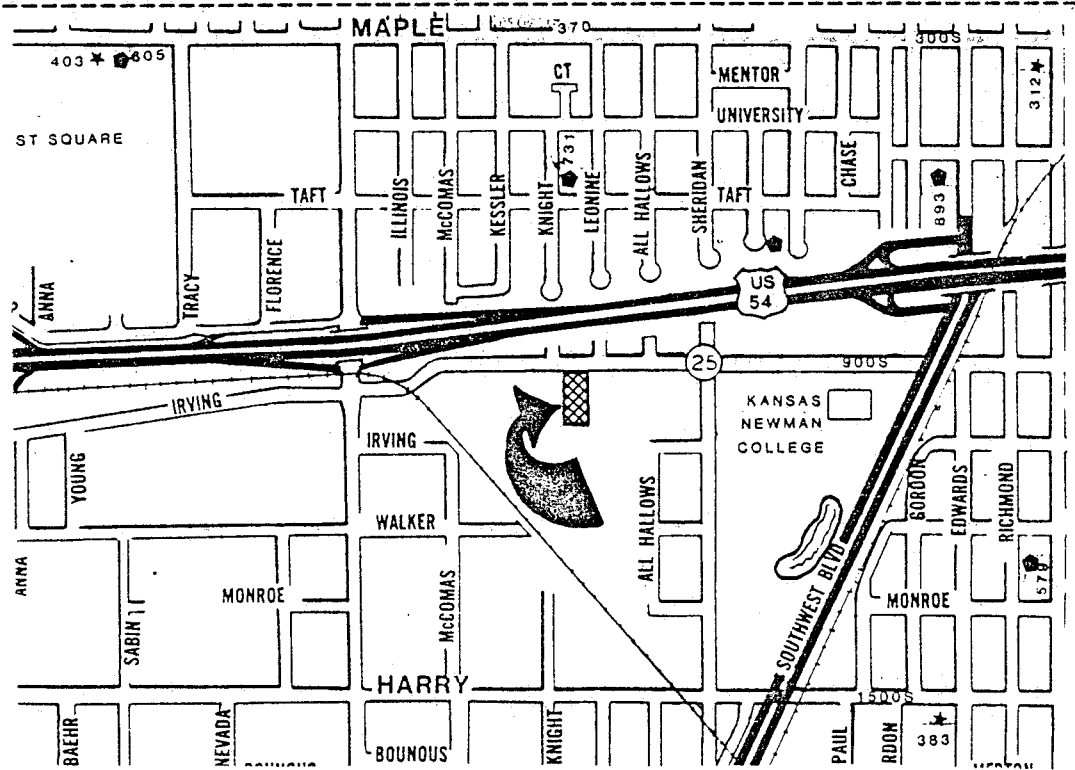 MAPLE
370
300S
403
605
CT
MENTOR
312
ST SQUARE
UNIVERSITY
731
CHASE
TAFT
ILLINOIS
McCOMAS
KESSLER
KNIGHT
LEONINE
ALL HALLOWS
SHERIDAN
TAFT
893
ANNA
TRACY
FLORENCE
US
54
25
900S
IRVING
KANSAS
NEWMAN
COLLEGE
IRVING
YOUNG
GORDON
EDWARDS
RICHMOND
WALKER
ALL HALLOWS
ANNA
SOUTHWEST BLVD
579
MONROE
McCOMAS
MONROE
SABIN
HARRY
1500S
BAEHR
NEVADA
KNIGHT
PAUL
RDON
383
BOUNOUS